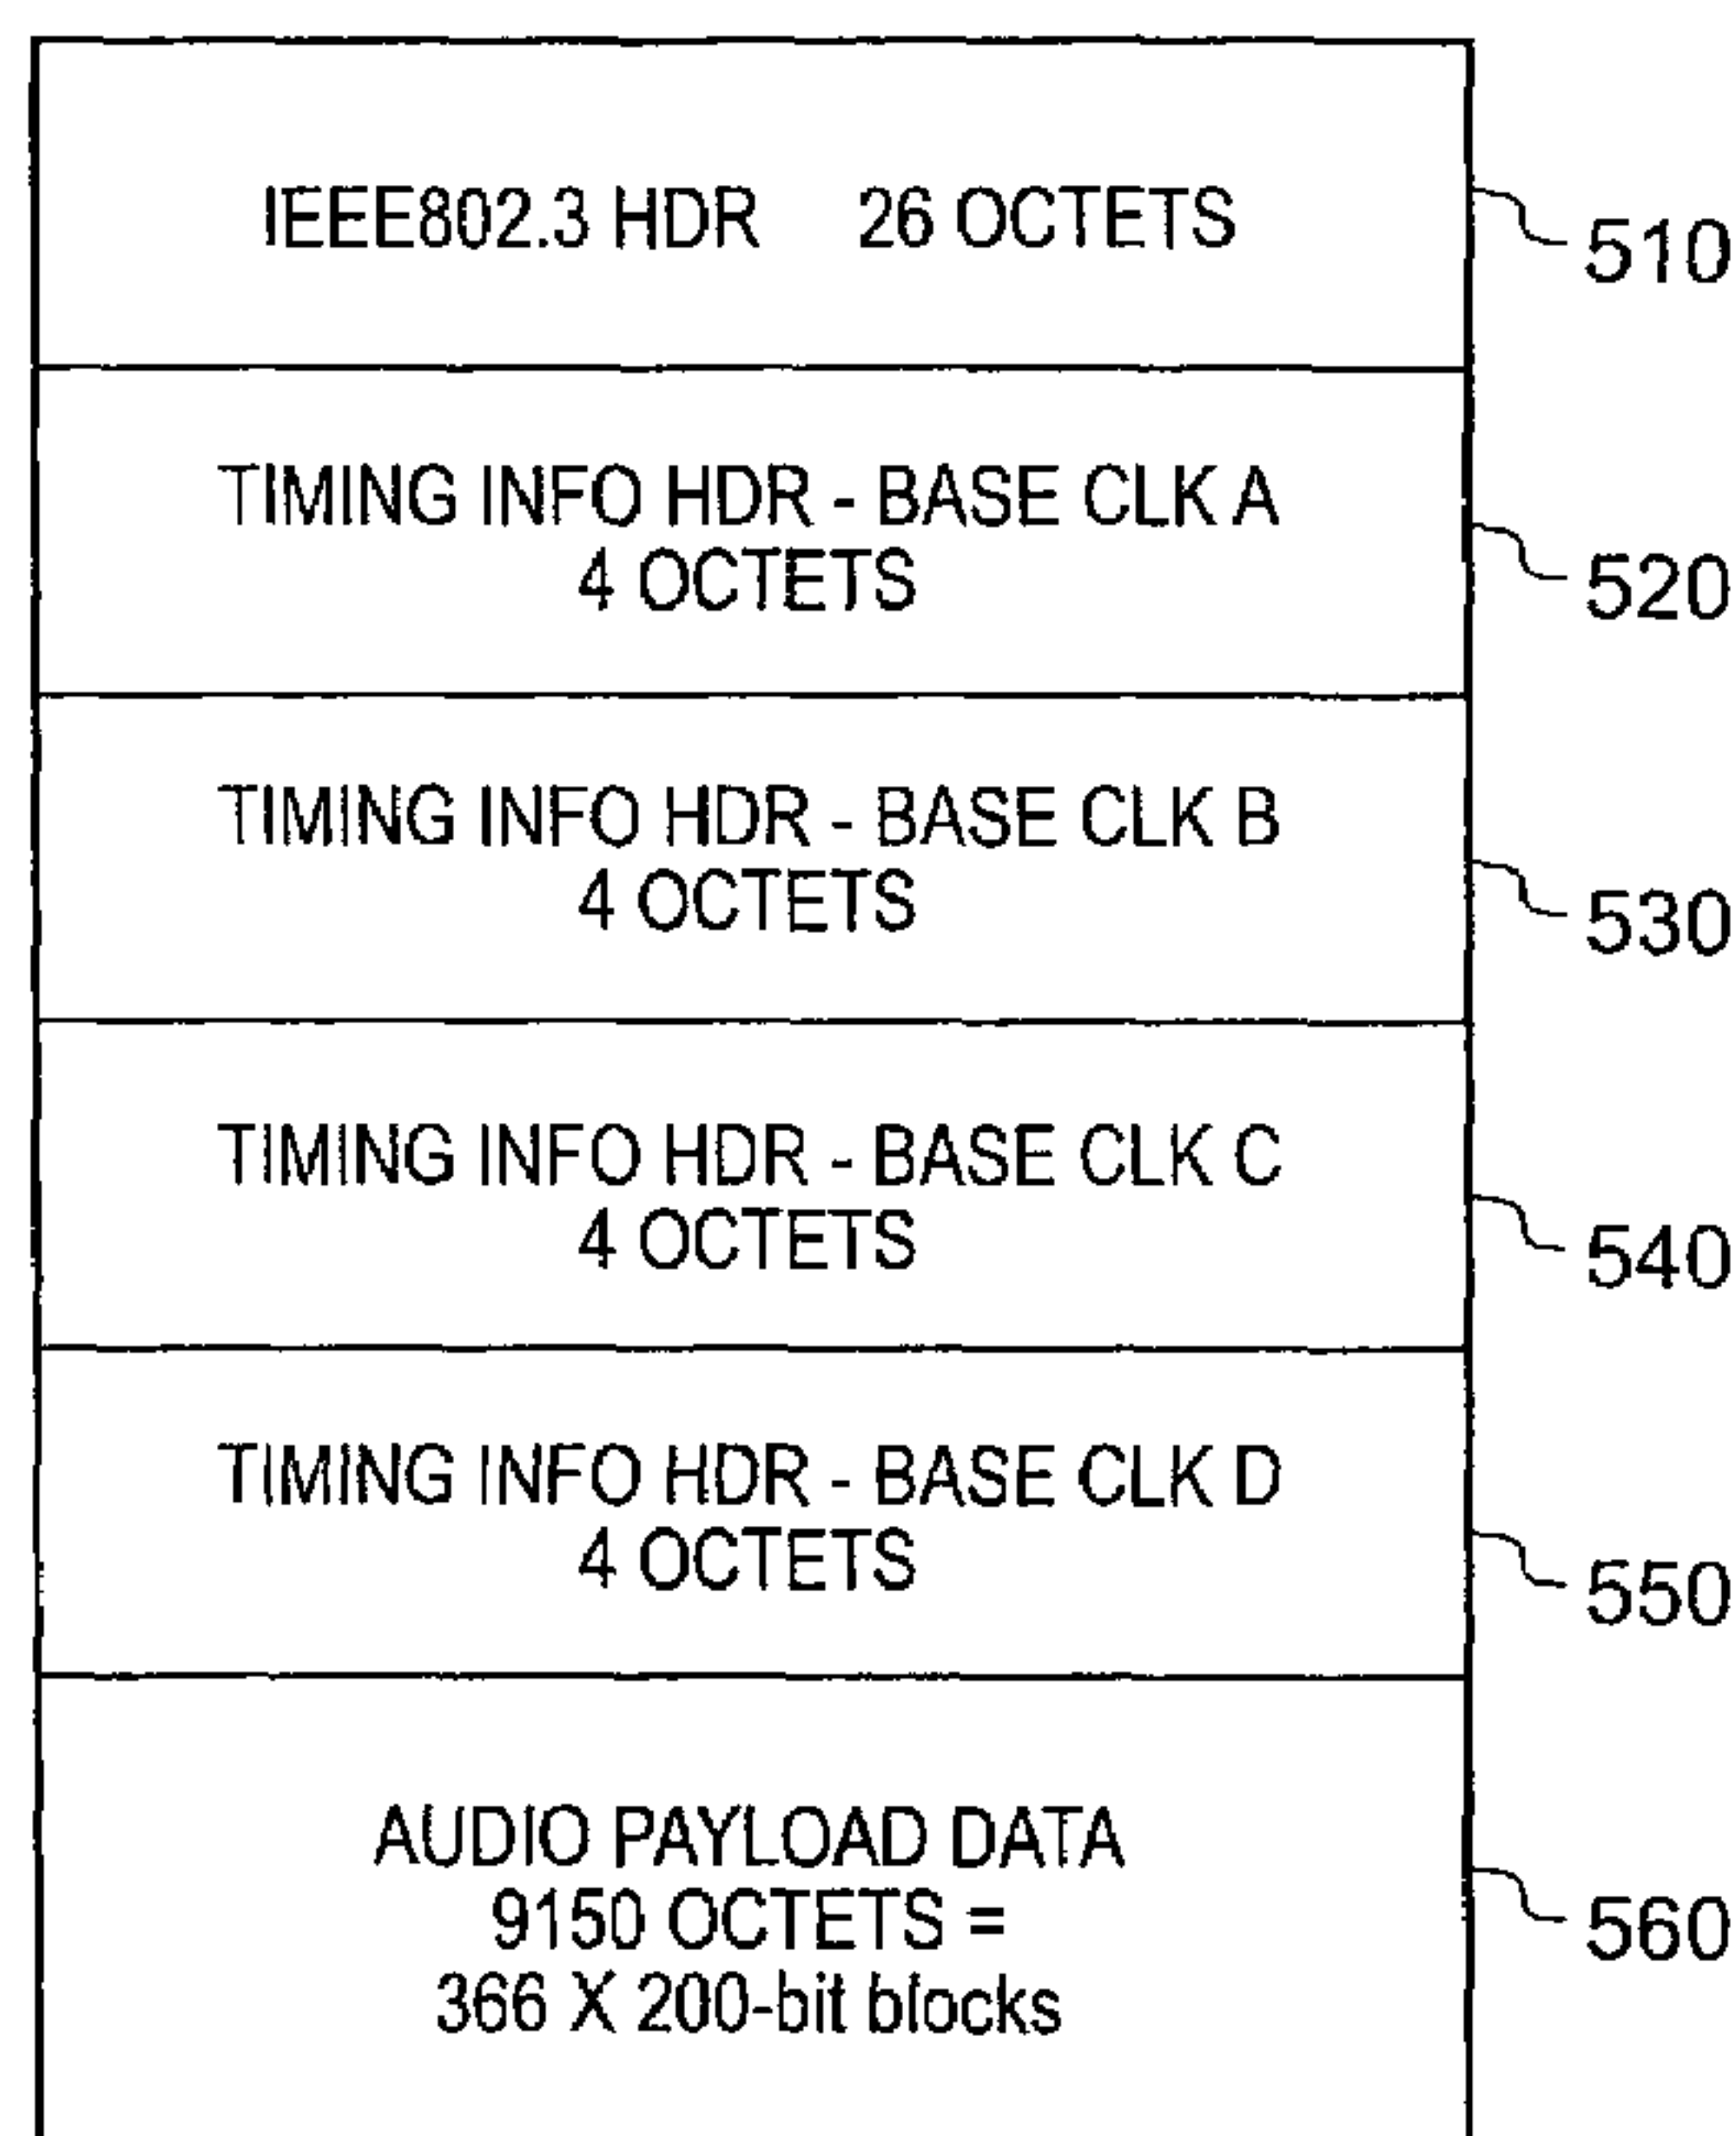 IEEE802.3 HDR 26 OCTETS
510
TIMING INFO HDR - BASE CLK A
4 OCTETS
520
TIMING INFO HDR - BASE CLK B
4 OCTETS
530
TIMING INFO HDR - BASE CLK C
4 OCTETS
540
TIMING INFO HDR - BASE CLK D
4 OCTETS
550
AUDIO PAYLOAD DATA
9150 OCTETS =
366 X 200-bit blocks
560